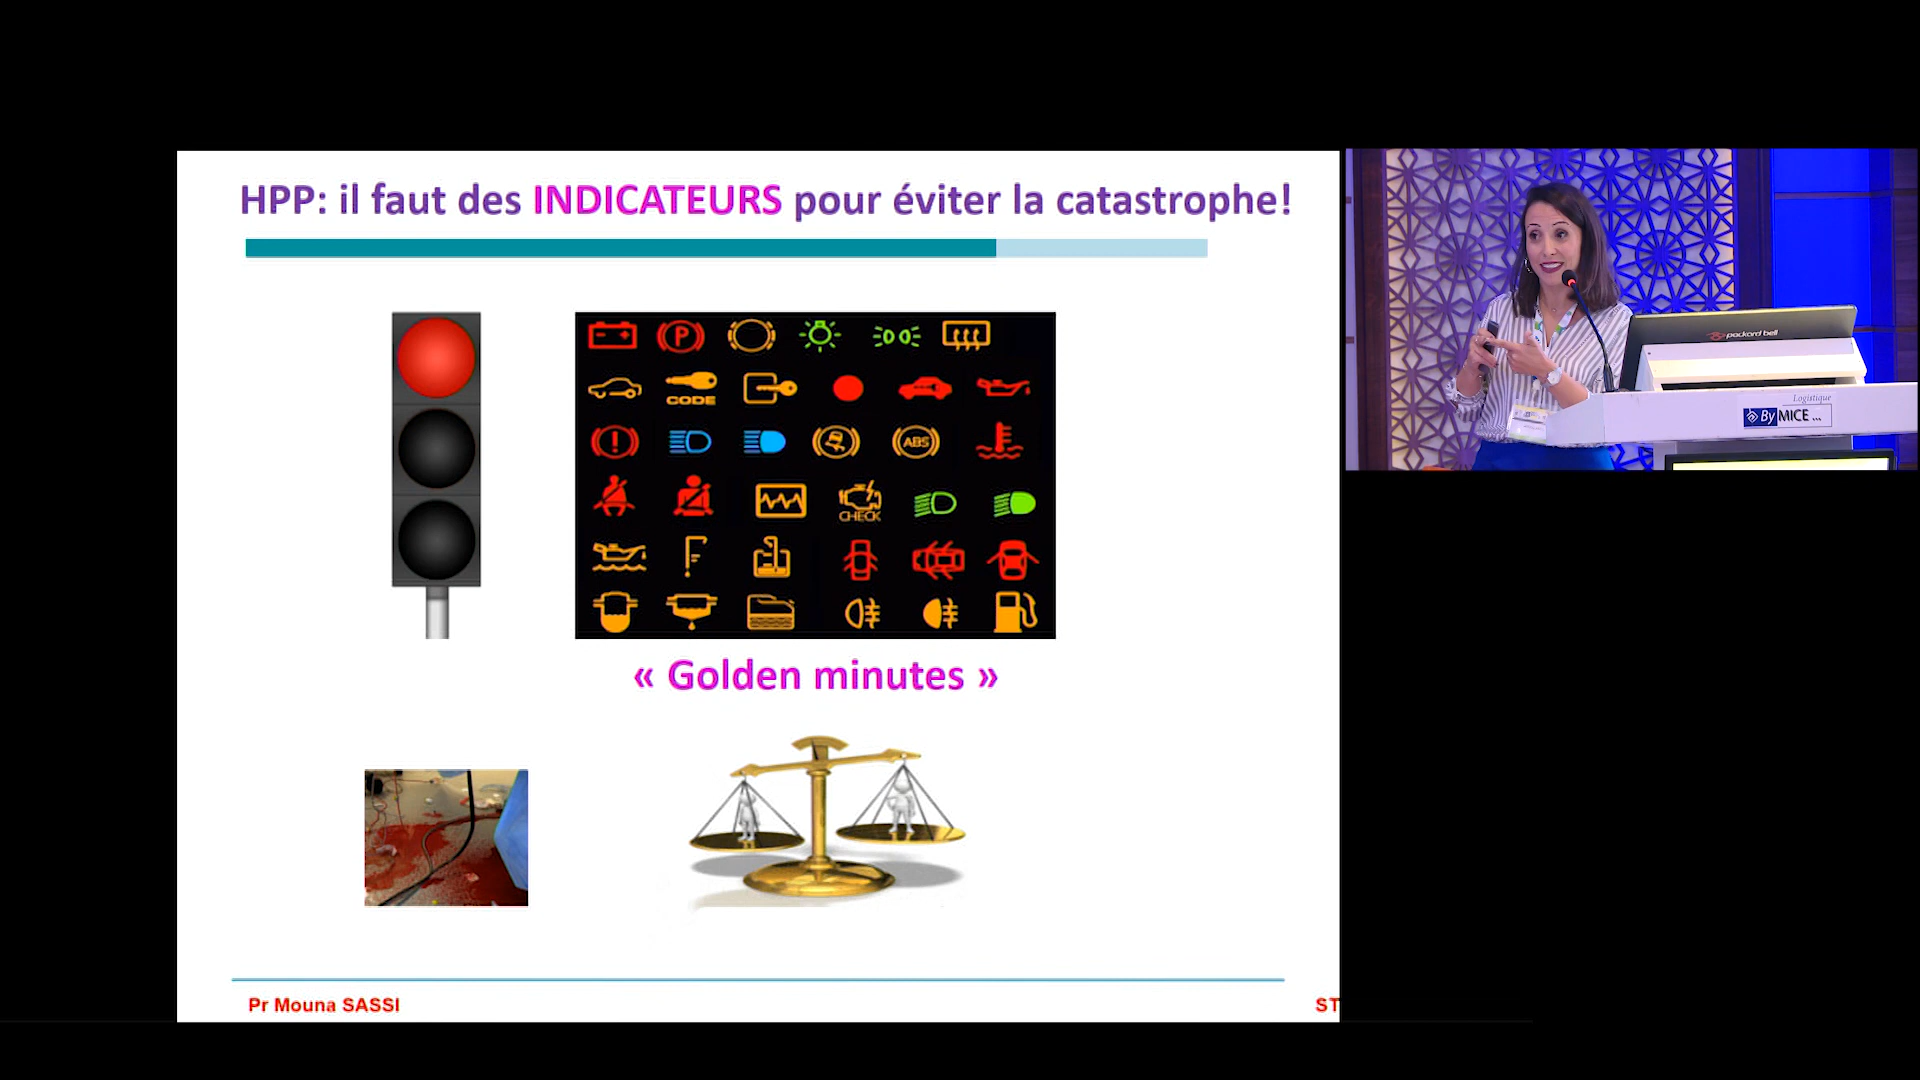 HPP: il faut des INDICATEURS pour éviter la catastrophe!
P
CODE
!
ABS
CHECK
« Golden minutes »
Pr Mouna SASSI
ST
packard bell
Logistique
By MICE ...